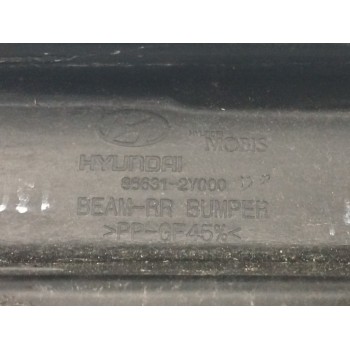 MOBIS
HYUNDAI
86631-2Y000
BEAM-RR BUMPER
>PP-GF45%<